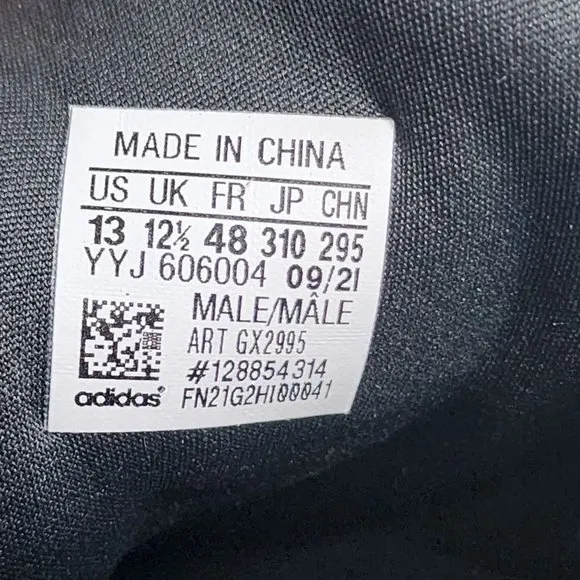 MADE IN CHINA
US UK FR JP CHN
13 12½ 48 310 295
YYJ 606004 09/21
MALE/MÂLE
ART GX2995
#128854314
adidas® FN21G2HI00041